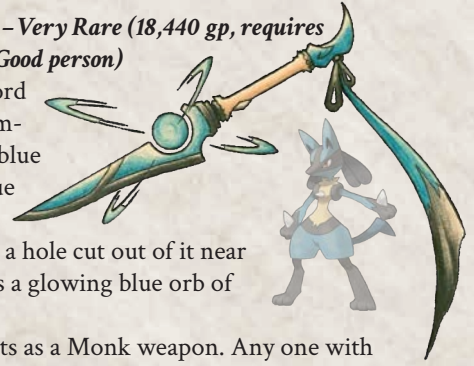 – Very Rare (18,440 gp, requires
Good person)
ord
m-
blue
ue
a hole cut out of it near
s a glowing blue orb of
ts as a Monk weapon. Any one with